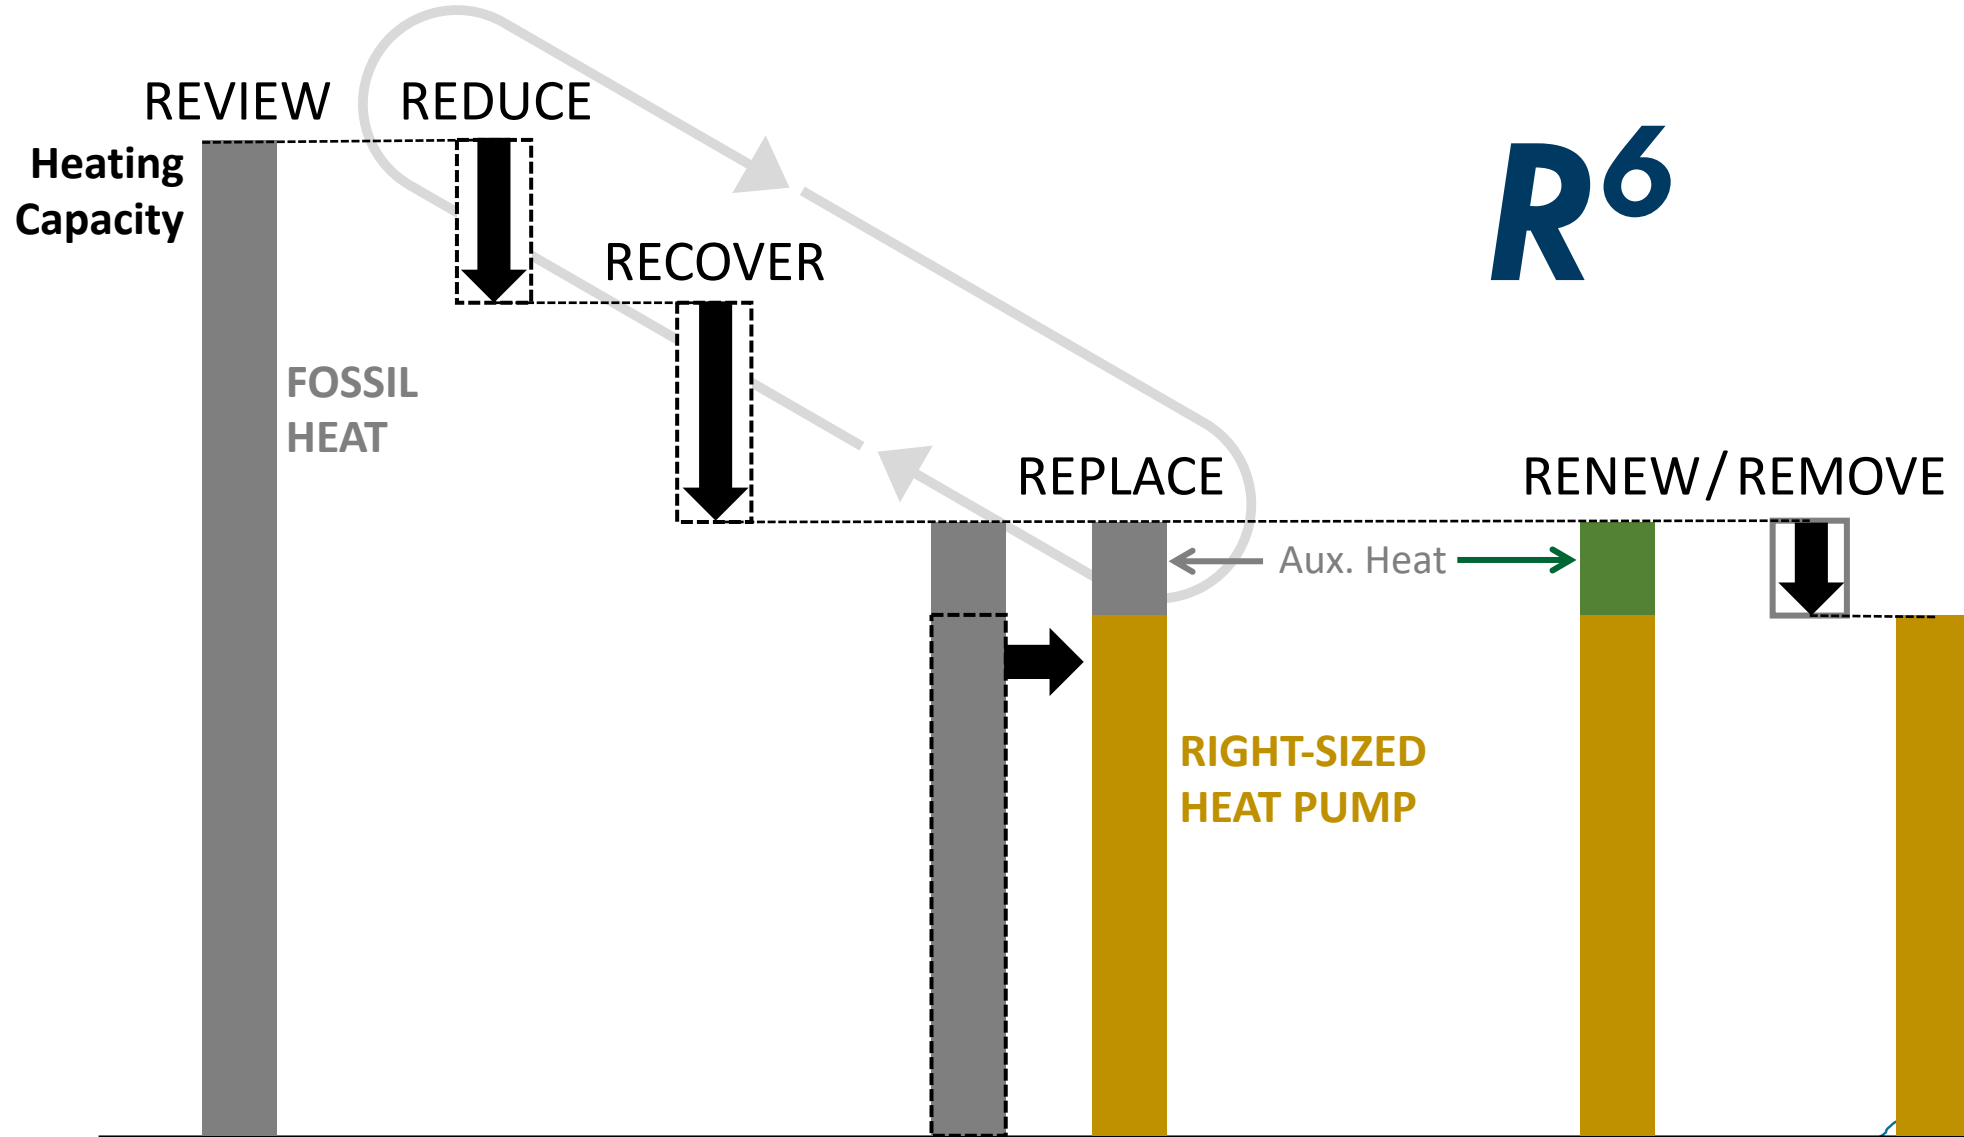 REVIEW
REDUCE
Heating
Capacity
R⁶
RECOVER
FOSSIL
HEAT
REPLACE
RENEW / REMOVE
Aux. Heat
RIGHT-SIZED
HEAT PUMP